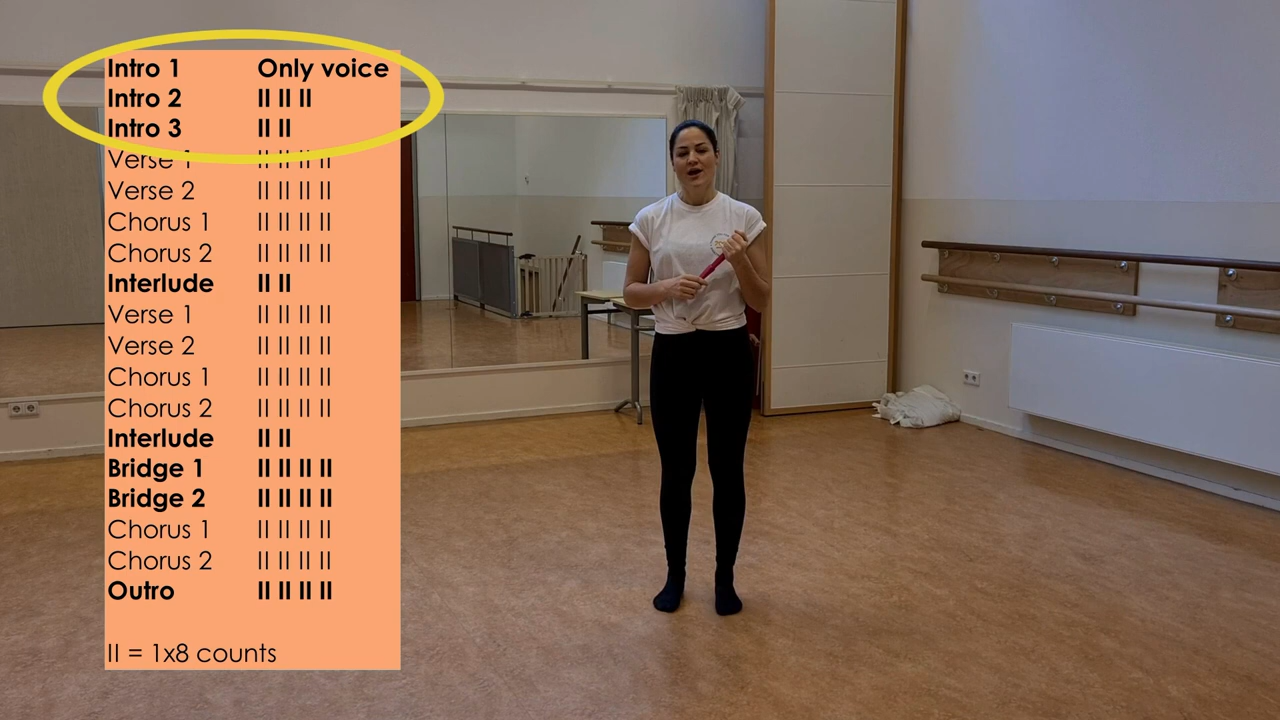 Intro 1 Only voice
Intro 2 II II II
Intro 3 II II
Verse 1 II II II II
Verse 2 II II II II
Chorus 1 II II II II
Chorus 2 II II II II
Interlude II II
Verse 1 II II II II
Verse 2 II II II II
Chorus 1 II II II II
Chorus 2 II II II II
Interlude II II
Bridge 1 II II II II
Bridge 2 II II II II
Chorus 1 II II II II
Chorus 2 II II II II
Outro II II II II
II = 1x8 counts